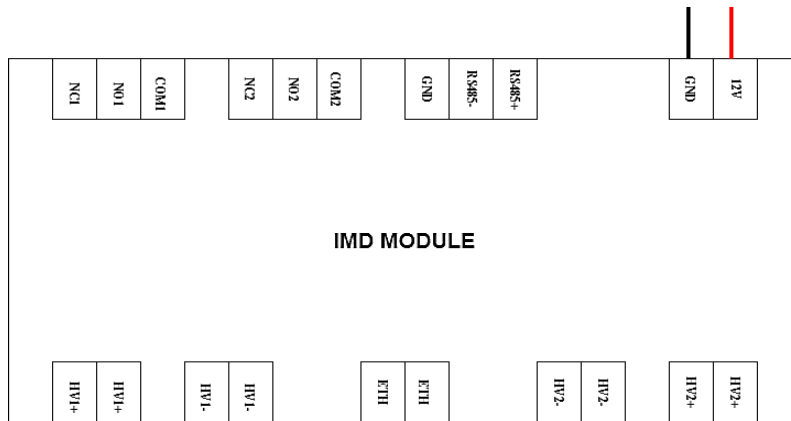 NC1 NO1 COM1 NC2 NO2 COM2 GND RS485- RS485+ GND 12V
IMD MODULE
HV1+ HV1+ HV1- HV1- ETH ETH HV2- HV2- HV2+ HV2+